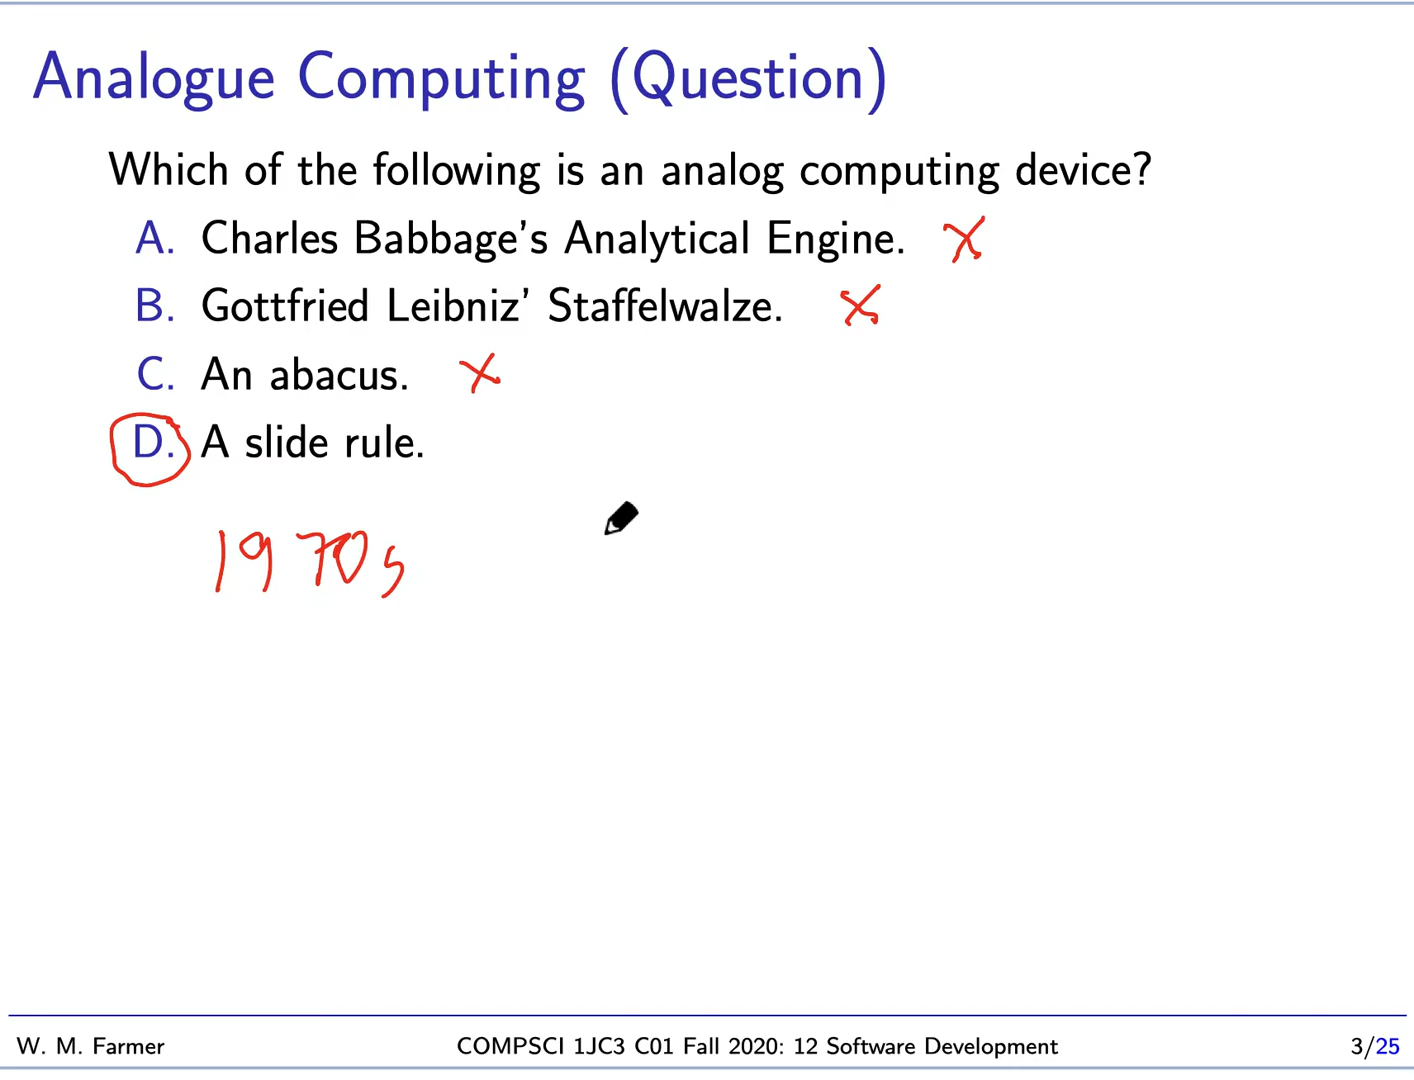 Analogue Computing (Question)
Which of the following is an analog computing device?
A. Charles Babbage's Analytical Engine. X
B. Gottfried Leibniz' Staffelwalze. X
C. An abacus. X
D. A slide rule.
1970s
W. M. Farmer COMPSCI 1JC3 C01 Fall 2020: 12 Software Development 3/25